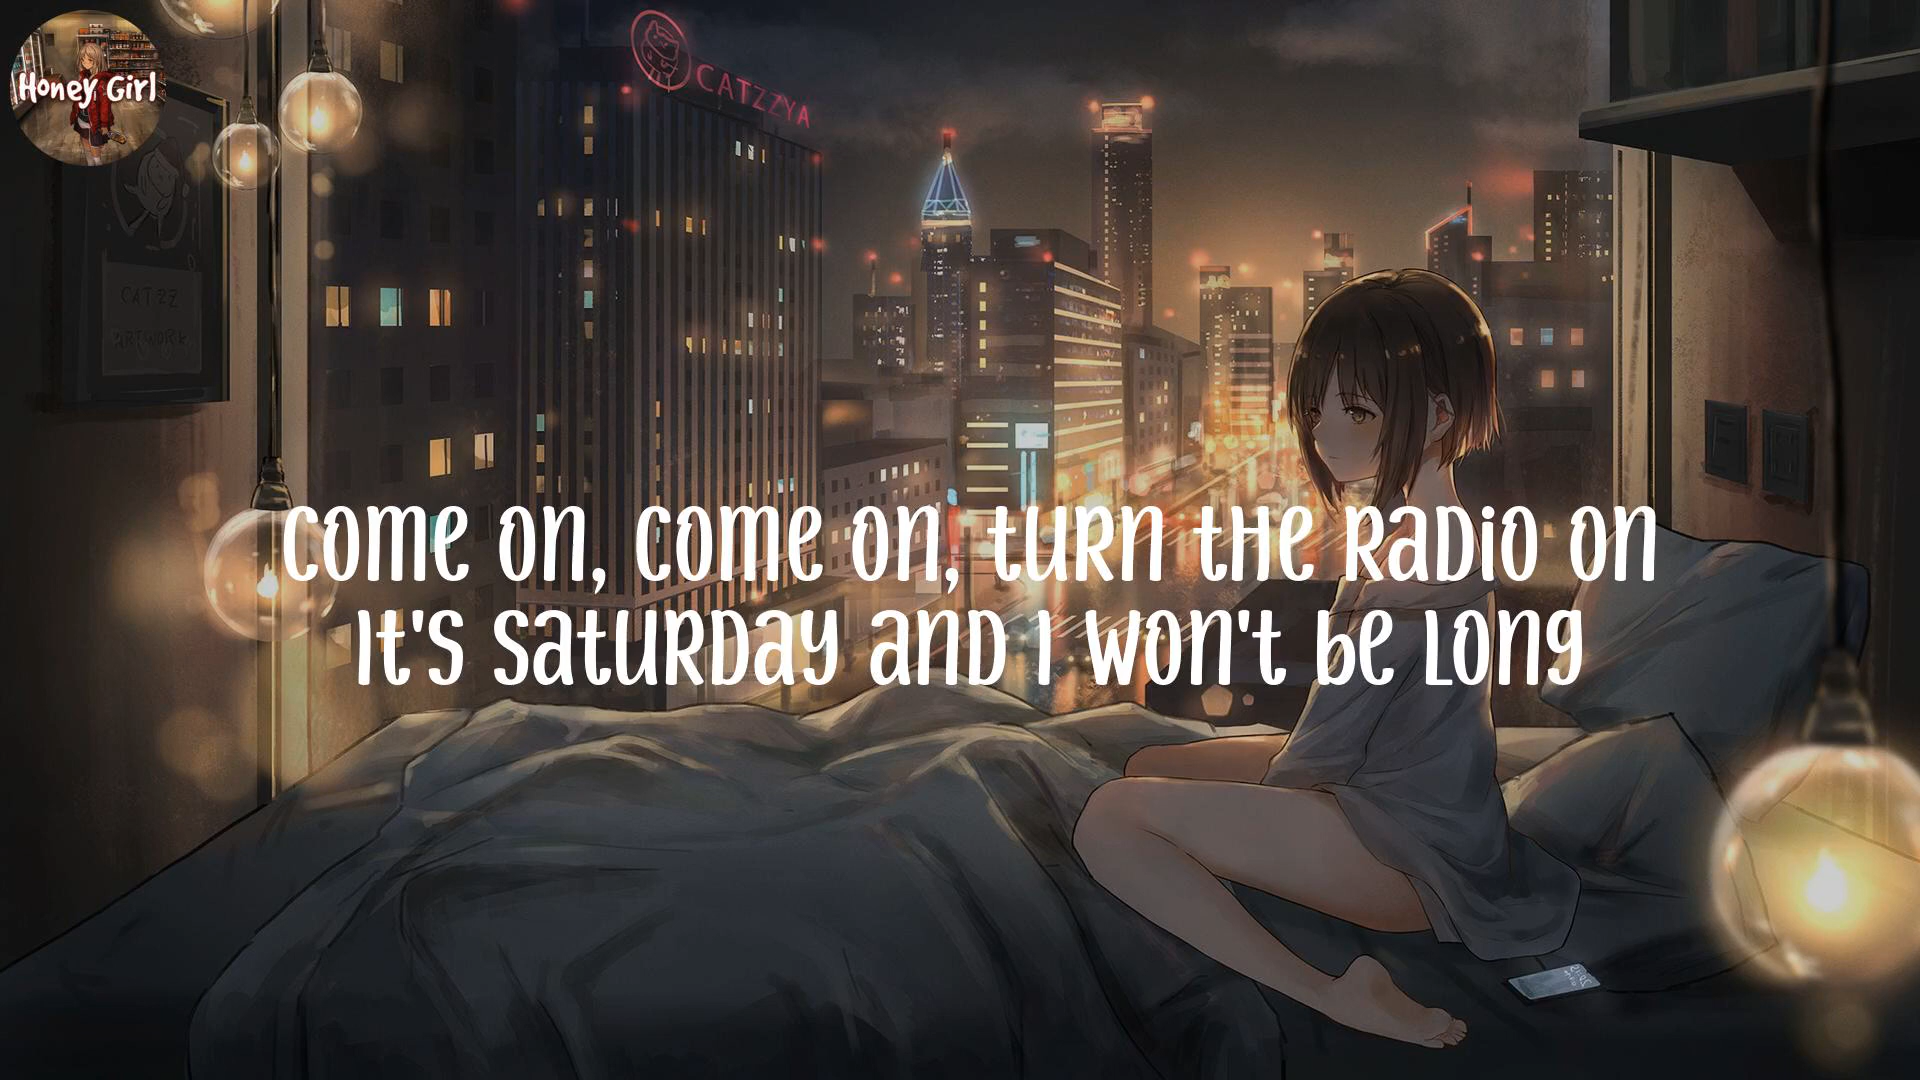 Honey Girl
CATZZYA
CATZZ
ARTWORK
come on, come on, turn the radio on
It's saturday and I won't be long